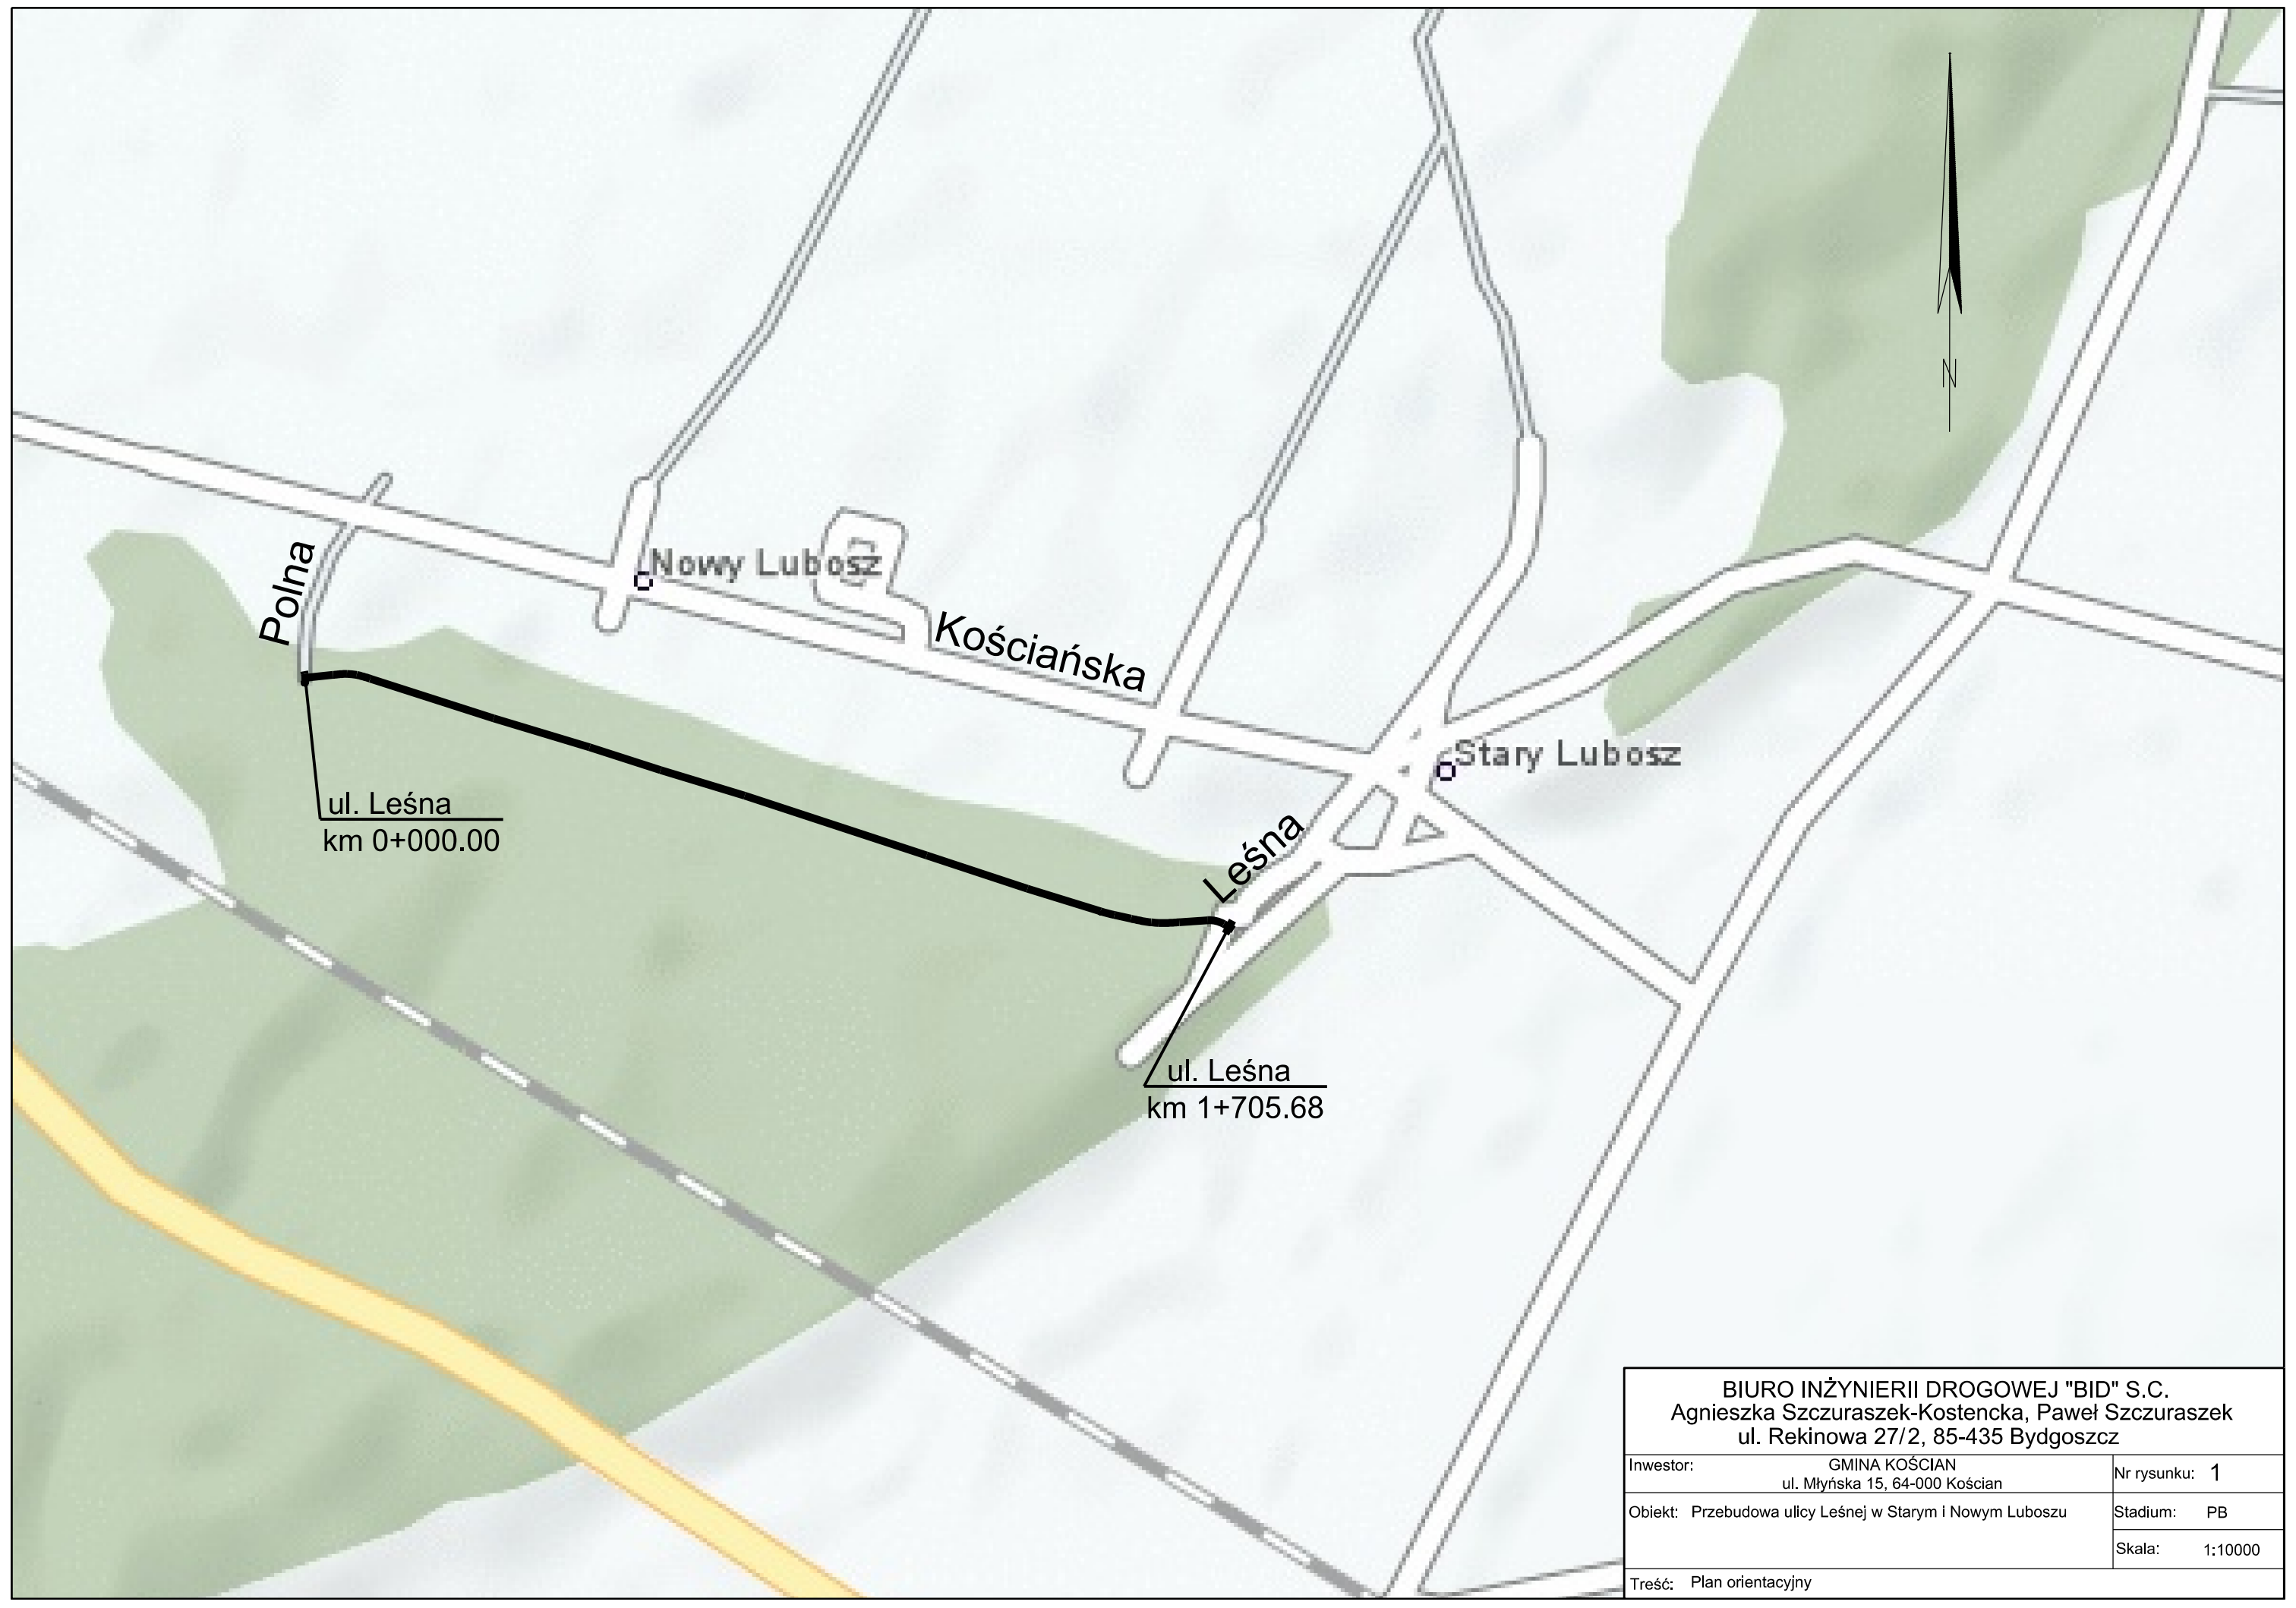 N
Polna
Nowy Lubosz
Kościańska
Stary Lubosz
ul. Leśna
km 0+000.00
Leśna
ul. Leśna
km 1+705.68
BIURO INŻYNIERII DROGOWEJ "BID" S.C.
Agnieszka Szczuraszek-Kostencka, Paweł Szczuraszek
ul. Rekinowa 27/2, 85-435 Bydgoszcz
Inwestor: GMINA KOŚCIAN
ul. Młyńska 15, 64-000 Kościan
Nr rysunku: 1
Obiekt: Przebudowa ulicy Leśnej w Starym i Nowym Luboszu
Stadium: PB
Skala: 1:10000
Treść: Plan orientacyjny